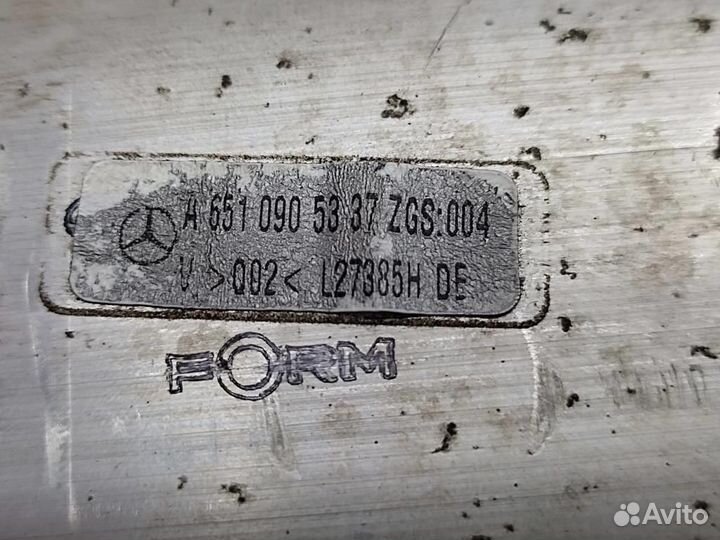 A 651 090 53 37 ZGS:004
V >Q02< L27385H DE
FORM
Avito